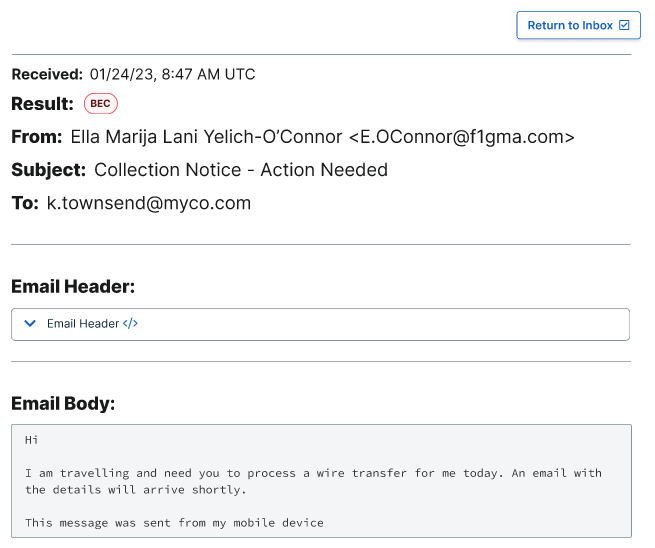 Return to Inbox
Received: 01/24/23, 8:47 AM UTC
Result: BEC
From: Ella Marija Lani Yelich-O’Connor <E.OConnor@f1gma.com>
Subject: Collection Notice - Action Needed
To: k.townsend@myco.com
Email Header:
Email Header </>
Email Body:
Hi
I am travelling and need you to process a wire transfer for me today. An email with
the details will arrive shortly.
This message was sent from my mobile device